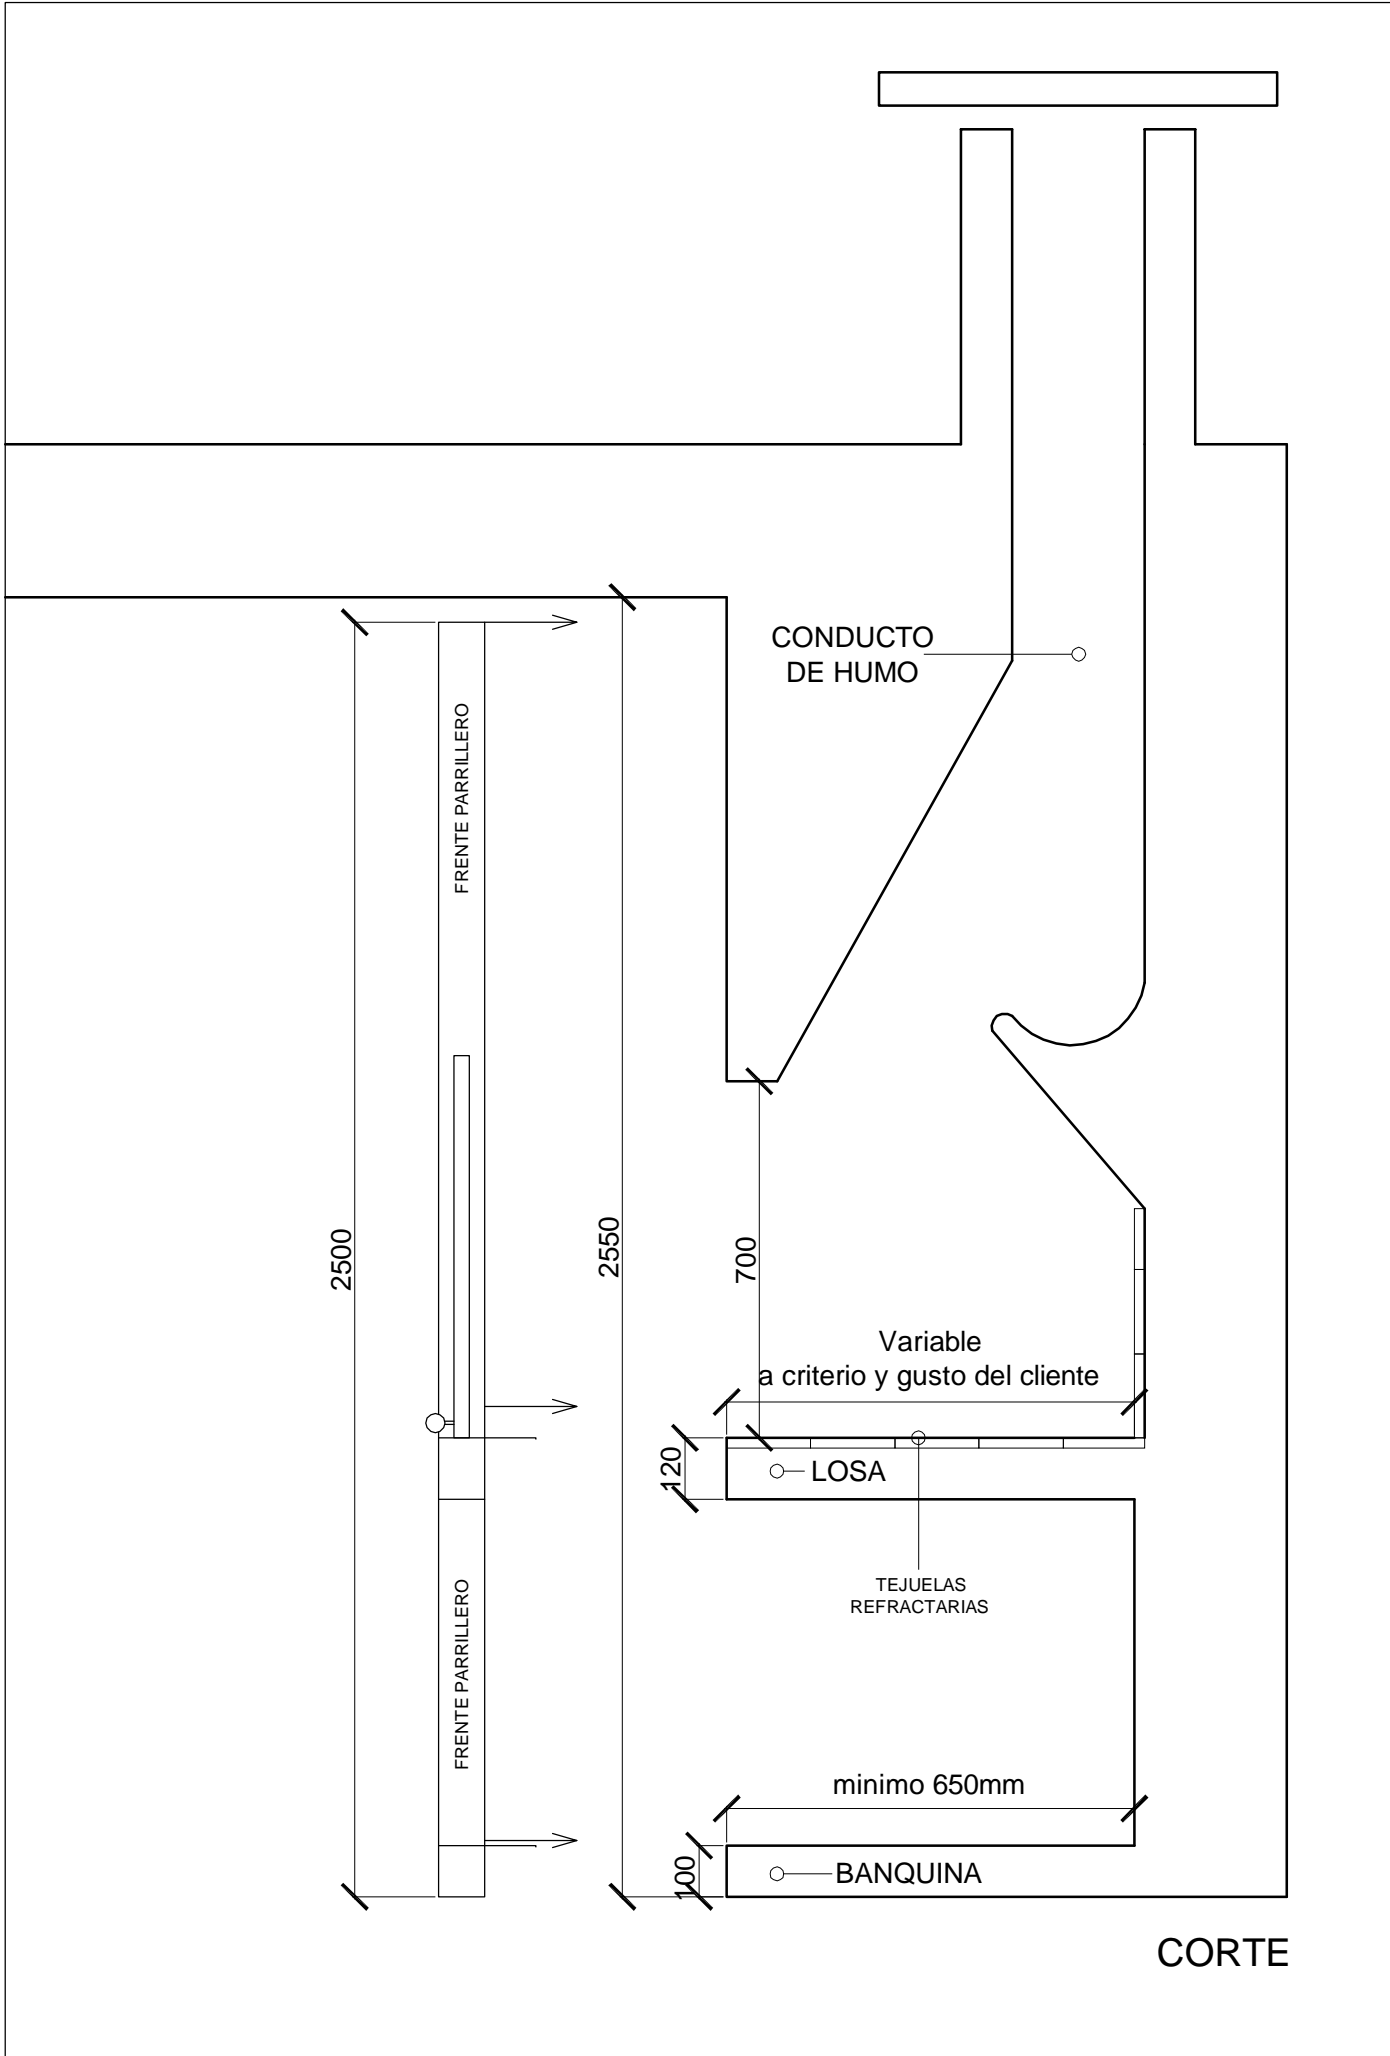 CONDUCTO
DE HUMO
FRENTE PARRILLERO
2500
2550
700
Variable
a criterio y gusto del cliente
120
LOSA
TEJUELAS
REFRACTARIAS
FRENTE PARRILLERO
minimo 650mm
100
BANQUINA
CORTE